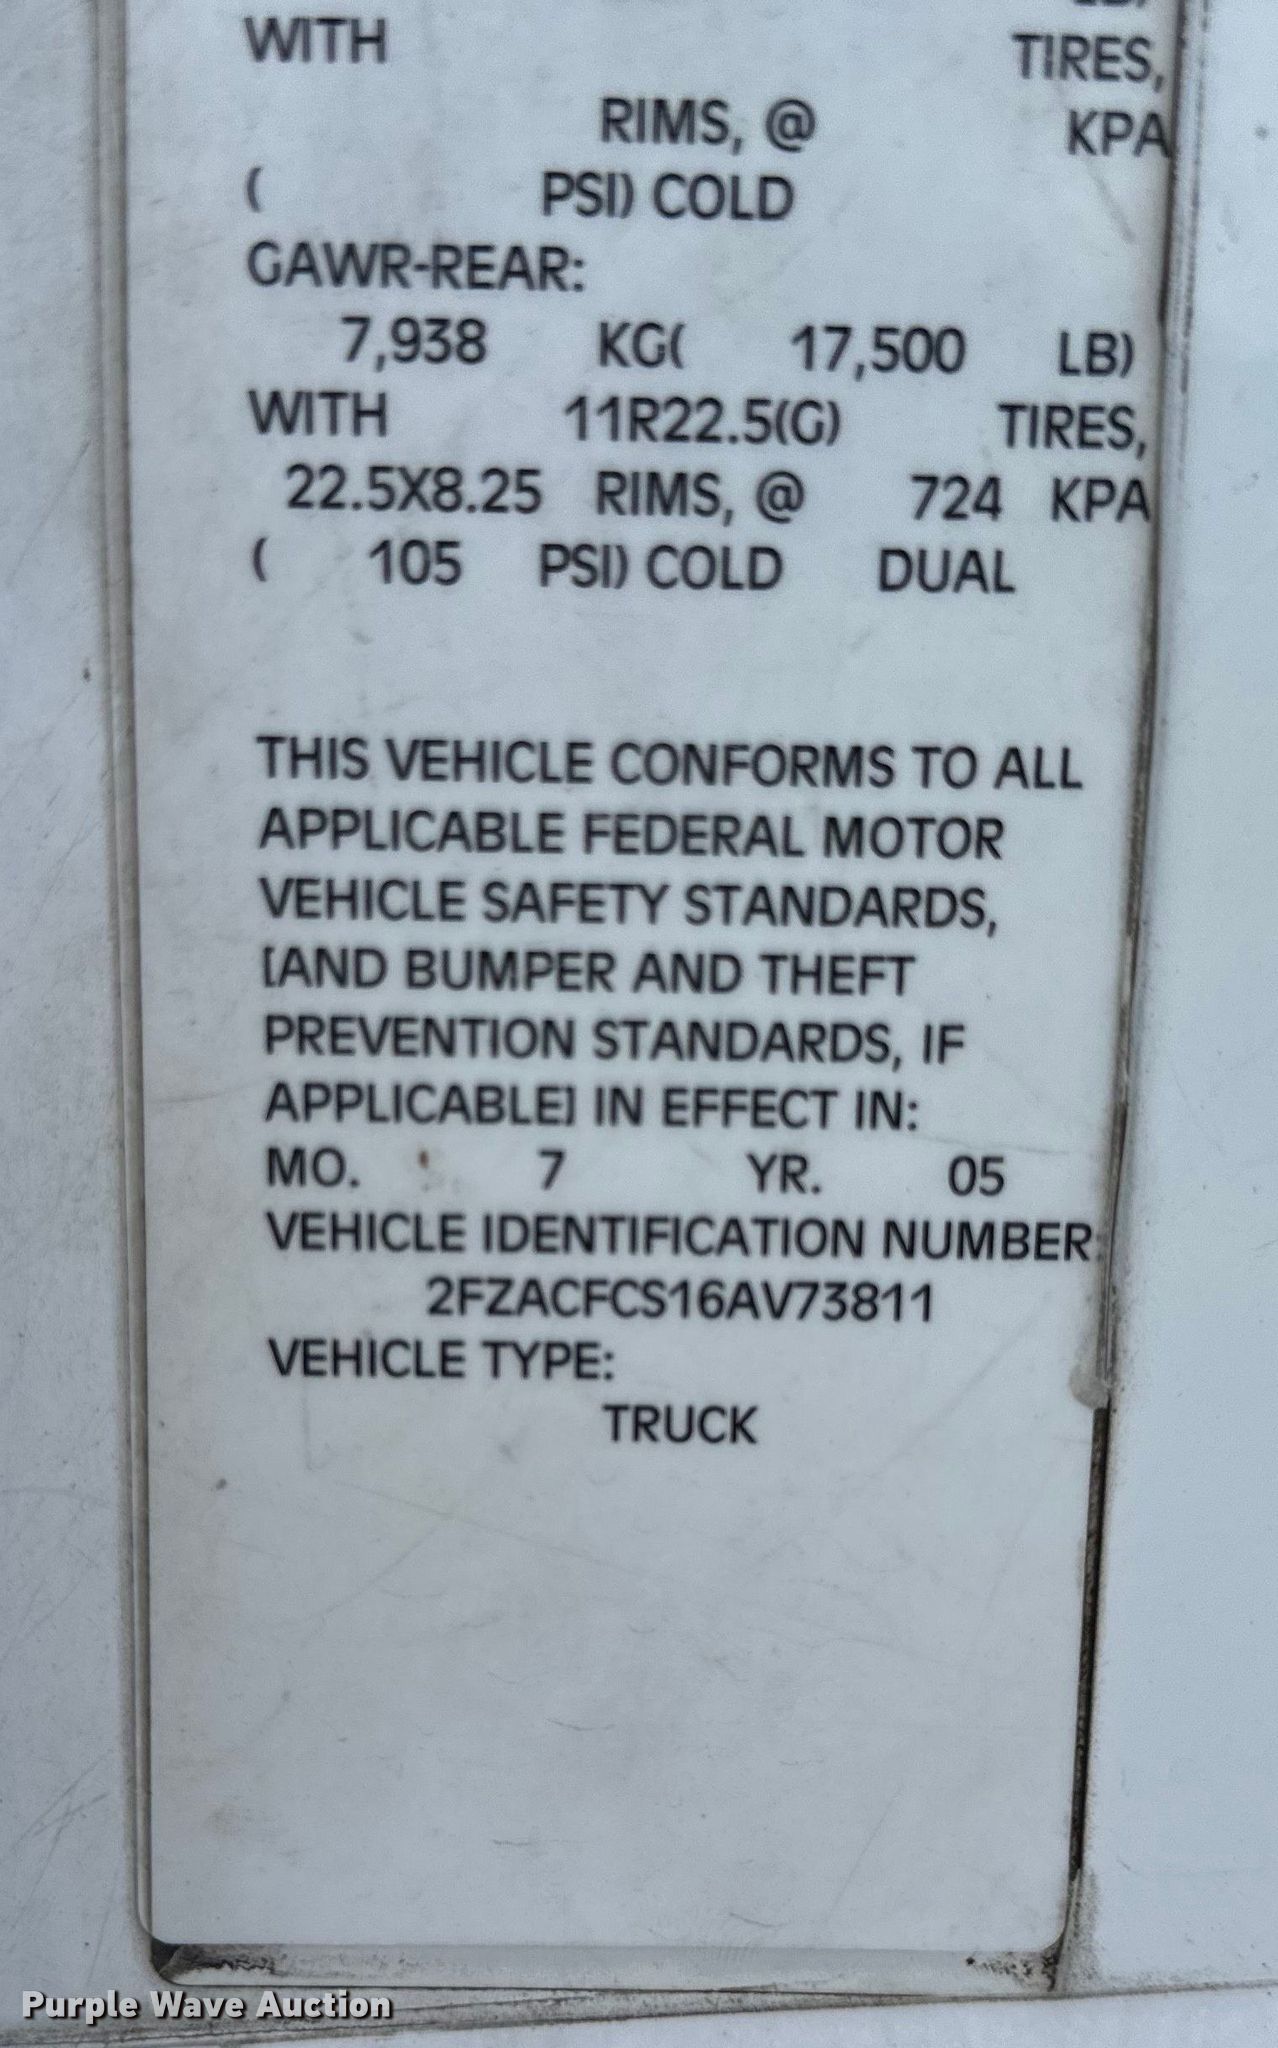 LB)
WITH TIRES,
RIMS, @ KPA
( PSI) COLD
GAWR-REAR:
7,938 KG( 17,500 LB)
WITH 11R22.5(G) TIRES,
22.5X8.25 RIMS, @ 724 KPA
( 105 PSI) COLD DUAL
THIS VEHICLE CONFORMS TO ALL
APPLICABLE FEDERAL MOTOR
VEHICLE SAFETY STANDARDS,
[AND BUMPER AND THEFT
PREVENTION STANDARDS, IF
APPLICABLE] IN EFFECT IN:
MO. 7 YR. 05
VEHICLE IDENTIFICATION NUMBER:
2FZACFCS16AV73811
VEHICLE TYPE:
TRUCK
Purple Wave Auction